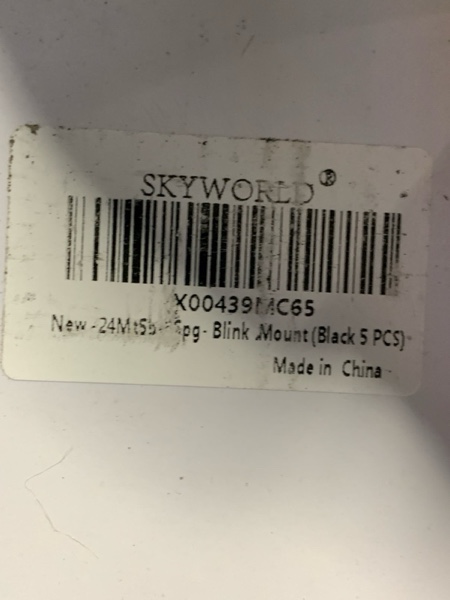 SKYWORLD®
X00439MC65
New - Blink Mount (Black 5 PCS)
Made in China